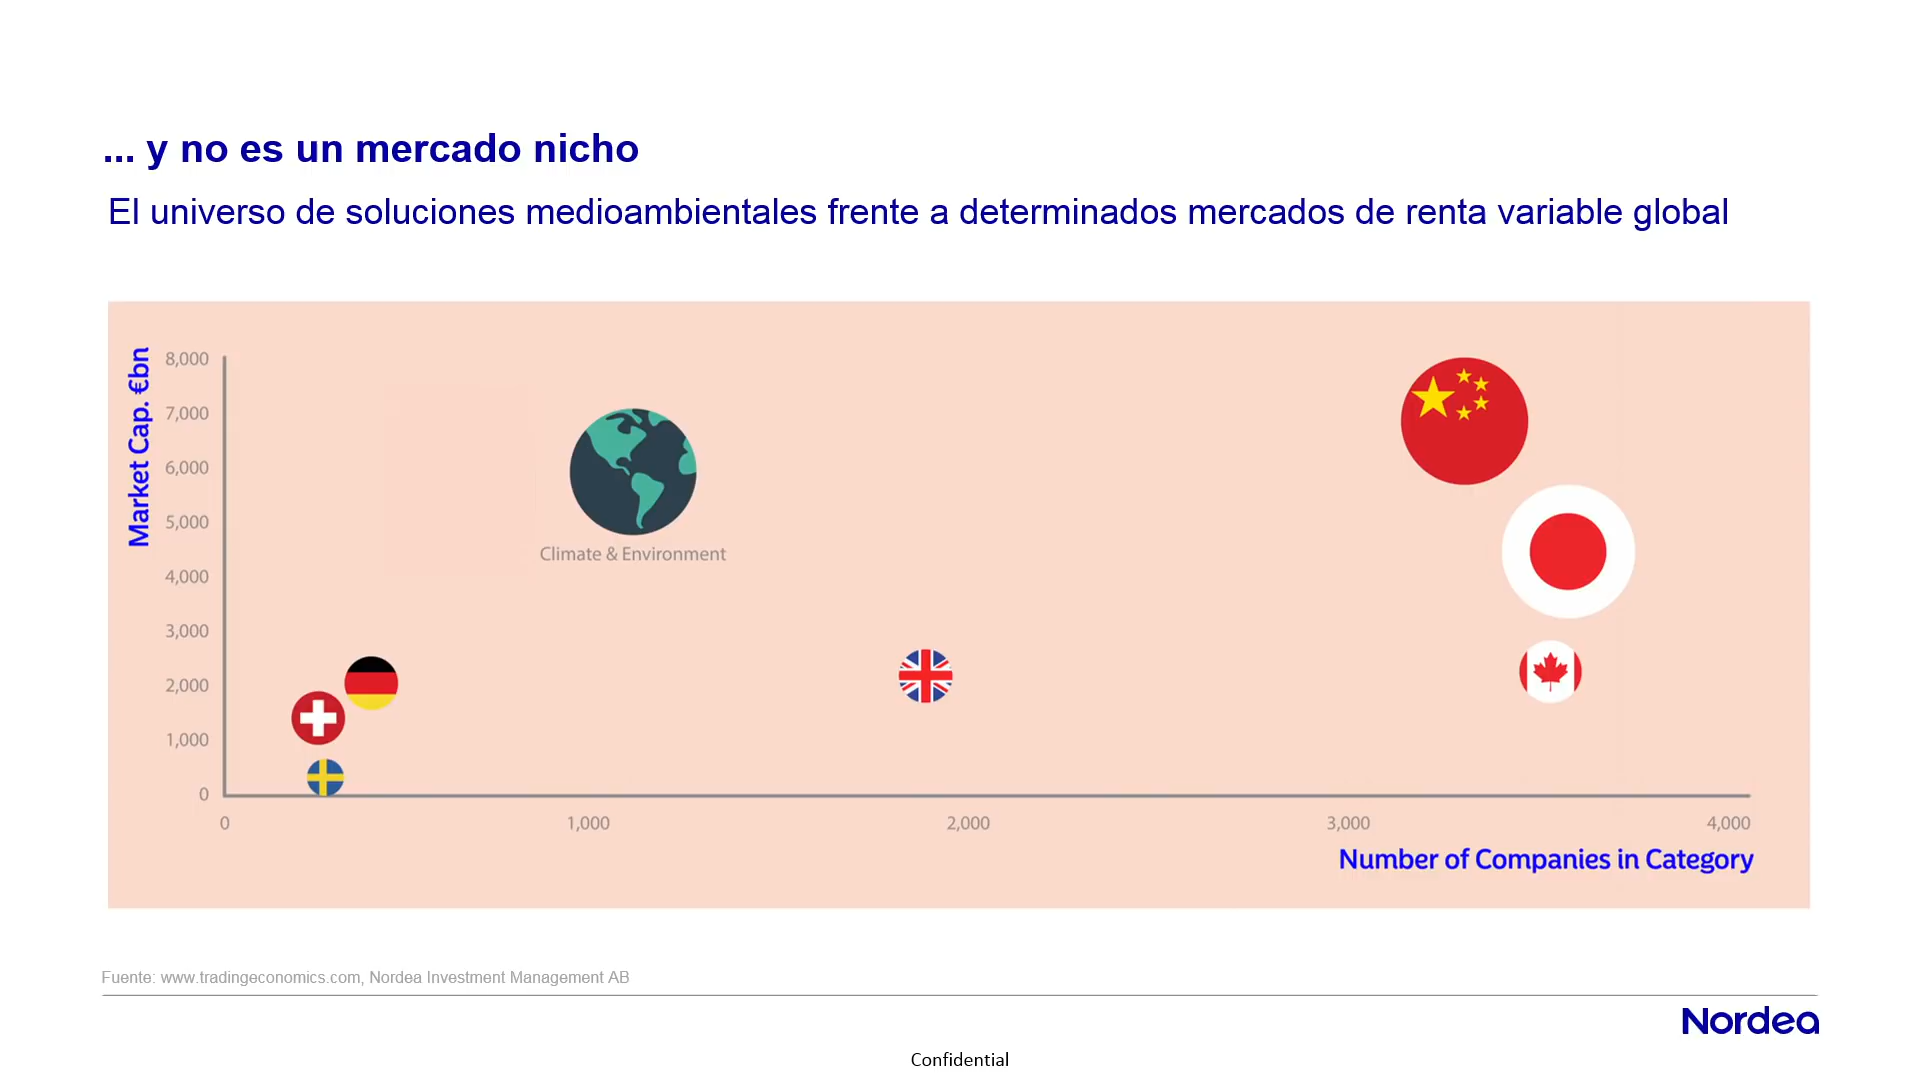 ... y no es un mercado nicho
El universo de soluciones medioambientales frente a determinados mercados de renta variable global
Market Cap. €bn
8,000
7,000
6,000
5,000
4,000
3,000
2,000
1,000
0
Climate & Environment
0 1,000 2,000 3,000 4,000
Number of Companies in Category
Fuente: www.tradingeconomics.com, Nordea Investment Management AB
Nordea
Confidential